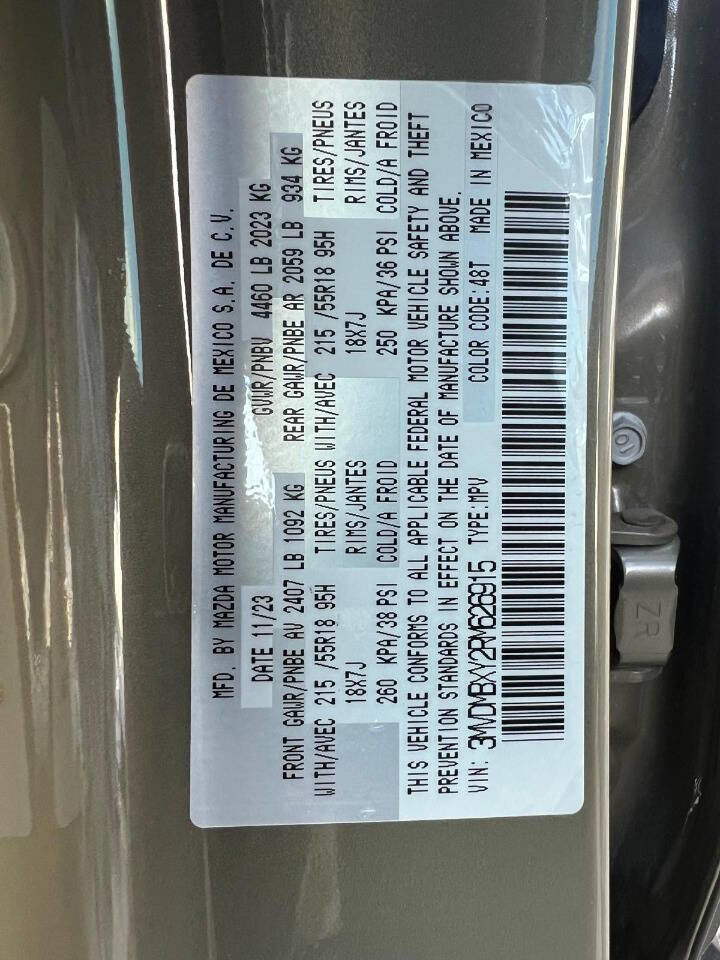 MFD. BY MAZDA MOTOR MANUFACTURING DE MEXICO S.A. DE C.V.
DATE 11/23 GVWR/PNBV 4460 LB 2023 KG
FRONT GAWR/PNBE AV 2407 LB 1092 KG REAR GAWR/PNBE AR 2059 LB 934 KG
WITH/AVEC 215 /55R18 95H TIRES/PNEUS WITH/AVEC 215 /55R18 95H TIRES/PNEUS
18X7J RIMS/JANTES 18X7J RIMS/JANTES
260 KPA/38 PSI COLD/A FROID 250 KPA/36 PSI COLD/A FROID
THIS VEHICLE CONFORMS TO ALL APPLICABLE FEDERAL MOTOR VEHICLE SAFETY AND THEFT
PREVENTION STANDARDS IN EFFECT ON THE DATE OF MANUFACTURE SHOWN ABOVE.
VIN: 3MVDMBXY2RM626915 TYPE:MPV COLOR CODE:48T MADE IN MEXICO
ZR